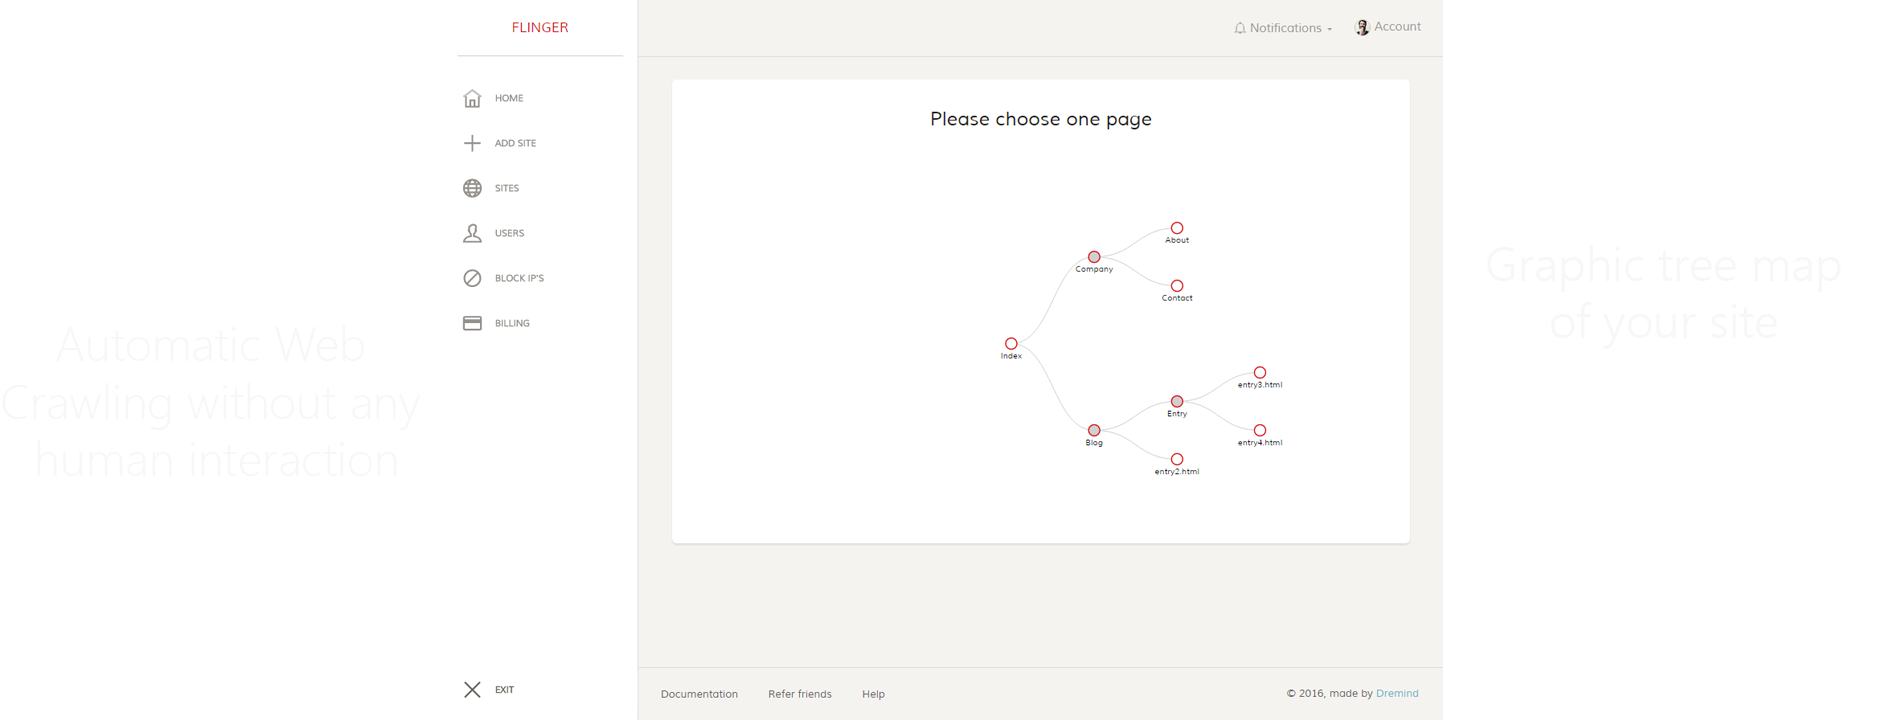 FLINGER
Notifications
Account
HOME
ADD SITE
SITES
USERS
BLOCK IP'S
BILLING
EXIT
Please choose one page
About
Company
Contact
Index
entry3.html
Entry
Blog
entry4.html
entry2.html
Automatic Web
Crawling without any
human interaction
Graphic tree map
of your site
Documentation
Refer friends
Help
© 2016, made by Dremind